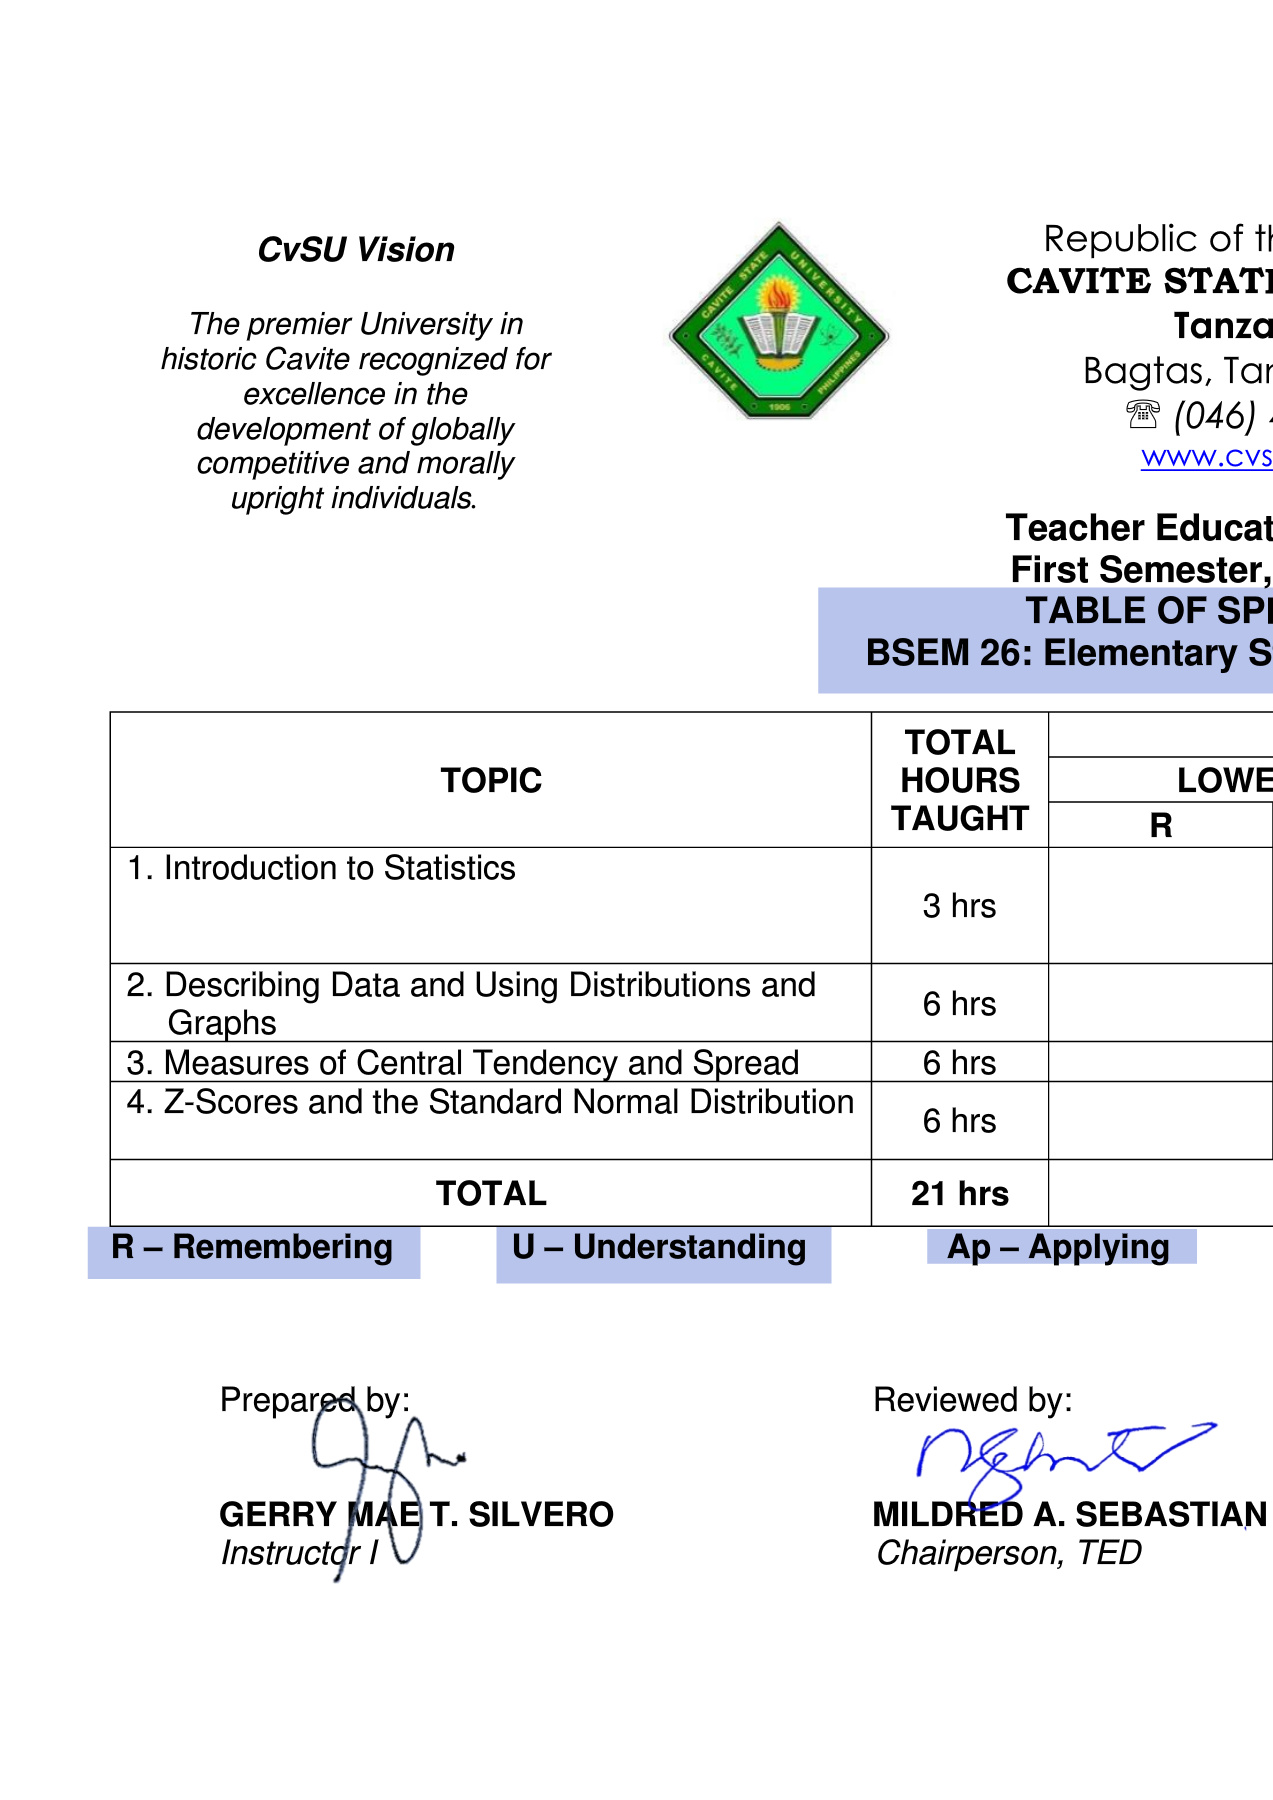 CvSU Vision
The premier University in
historic Cavite recognized for
excellence in the
development of globally
competitive and morally
upright individuals.
CAVITE STATE UNIVERSITY
CAVITE
PHILIPPINES
1906
Republic of th
CAVITE STATE
Tanza
Bagtas, Tan
☏ (046) 4
www.cvs
Teacher Educat
First Semester,
TABLE OF SPE
BSEM 26: Elementary S
TOPIC
TOTAL
HOURS
TAUGHT
LOWE
R
1. Introduction to Statistics
3 hrs
2. Describing Data and Using Distributions and
Graphs
6 hrs
3. Measures of Central Tendency and Spread
6 hrs
4. Z-Scores and the Standard Normal Distribution
6 hrs
TOTAL
21 hrs
R – Remembering
U – Understanding
Ap – Applying
Prepared by:
Reviewed by:
GERRY MAE T. SILVERO
MILDRED A. SEBASTIAN
Instructor I
Chairperson, TED